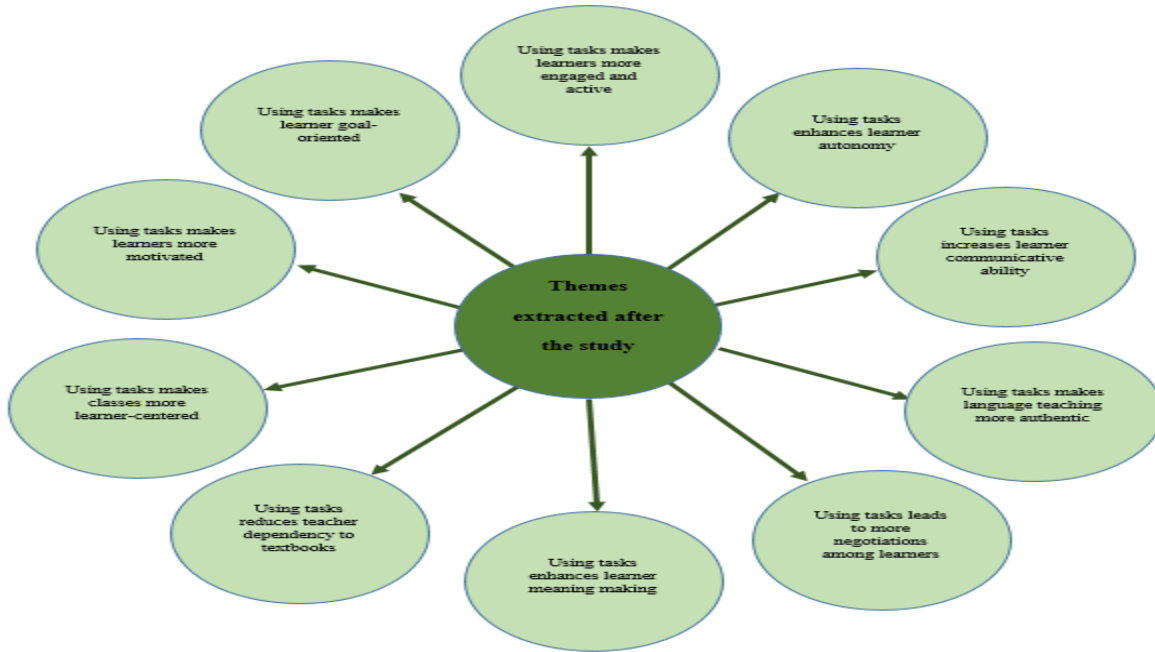 Using tasks makes
learners more
engaged and
active
Using tasks
enhances learner
autonomy
Using tasks
increases learner
communicative
ability
Using tasks makes
language teaching
more authentic
Using tasks leads
to more
negotiations
among learners
Using tasks
enhances learner
meaning making
Using tasks
reduces teacher
dependency to
textbooks
Using tasks makes
classes more
learner-centered
Using tasks makes
learners more
motivated
Using tasks makes
learner goal-
oriented
Themes
extracted after
the study